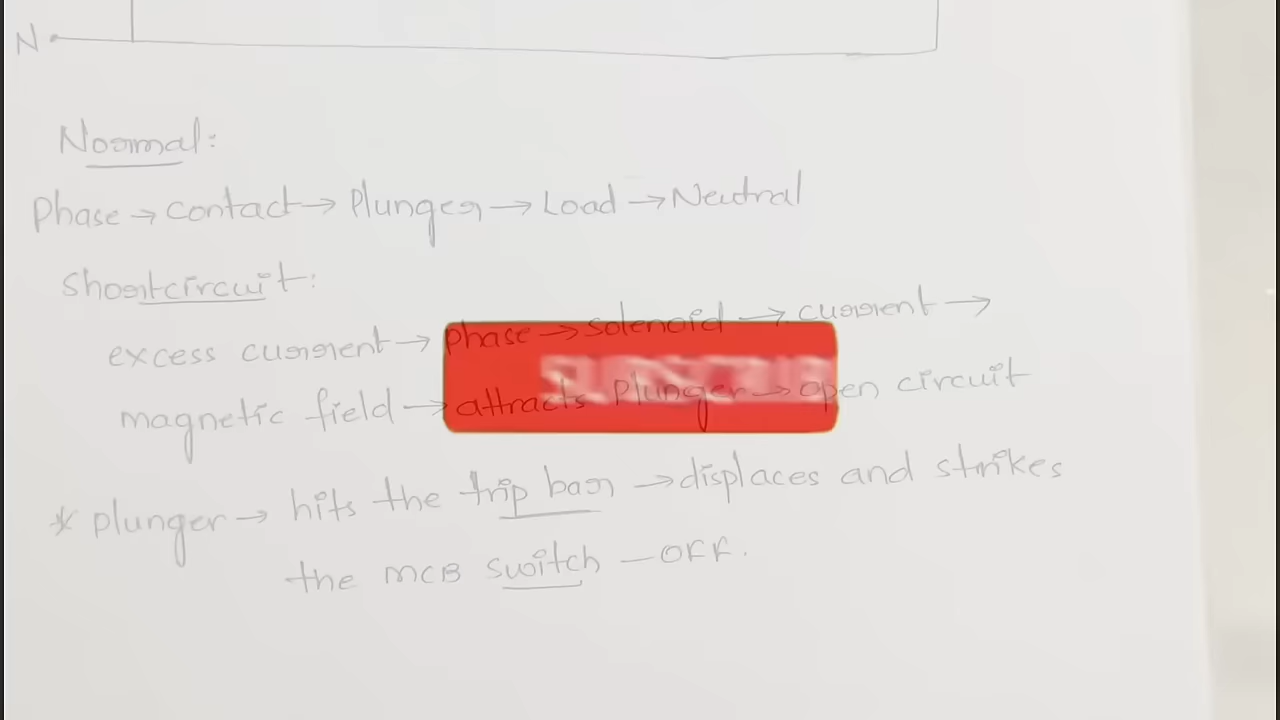 N
Normal:
Phase → contact → Plunger → Load → Neutral
Shortcircuit:
excess current → phase → solenoid → current →
magnetic field → attracts Plunger → open circuit
SUBSCRIBE
* plunger → hits the trip bar → displaces and strikes
the MCB switch — OFF.